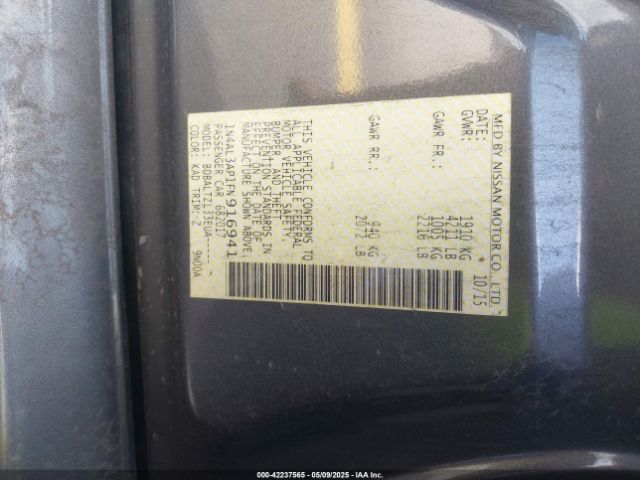 MFD BY NISSAN MOTOR CO., LTD.
DATE: 10/15
GVWR: 1910 KG
4211 LB
GAWR FR.: 1005 KG
2216 LB
GAWR RR.: 940 KG
2072 LB
THIS VEHICLE CONFORMS TO
ALL APPLICABLE FEDERAL
MOTOR VEHICLE SAFETY,
BUMPER, AND THEFT
PREVENTION STANDARDS IN
EFFECT ON THE DATE OF
MANUFACTURE SHOWN ABOVE.
1N4AL3AP1FN916941
PASSENGER CAR
COLOR: KAD TRIM: Z 9N00A
000-42237565 - 05/09/2025 - IAA Inc.